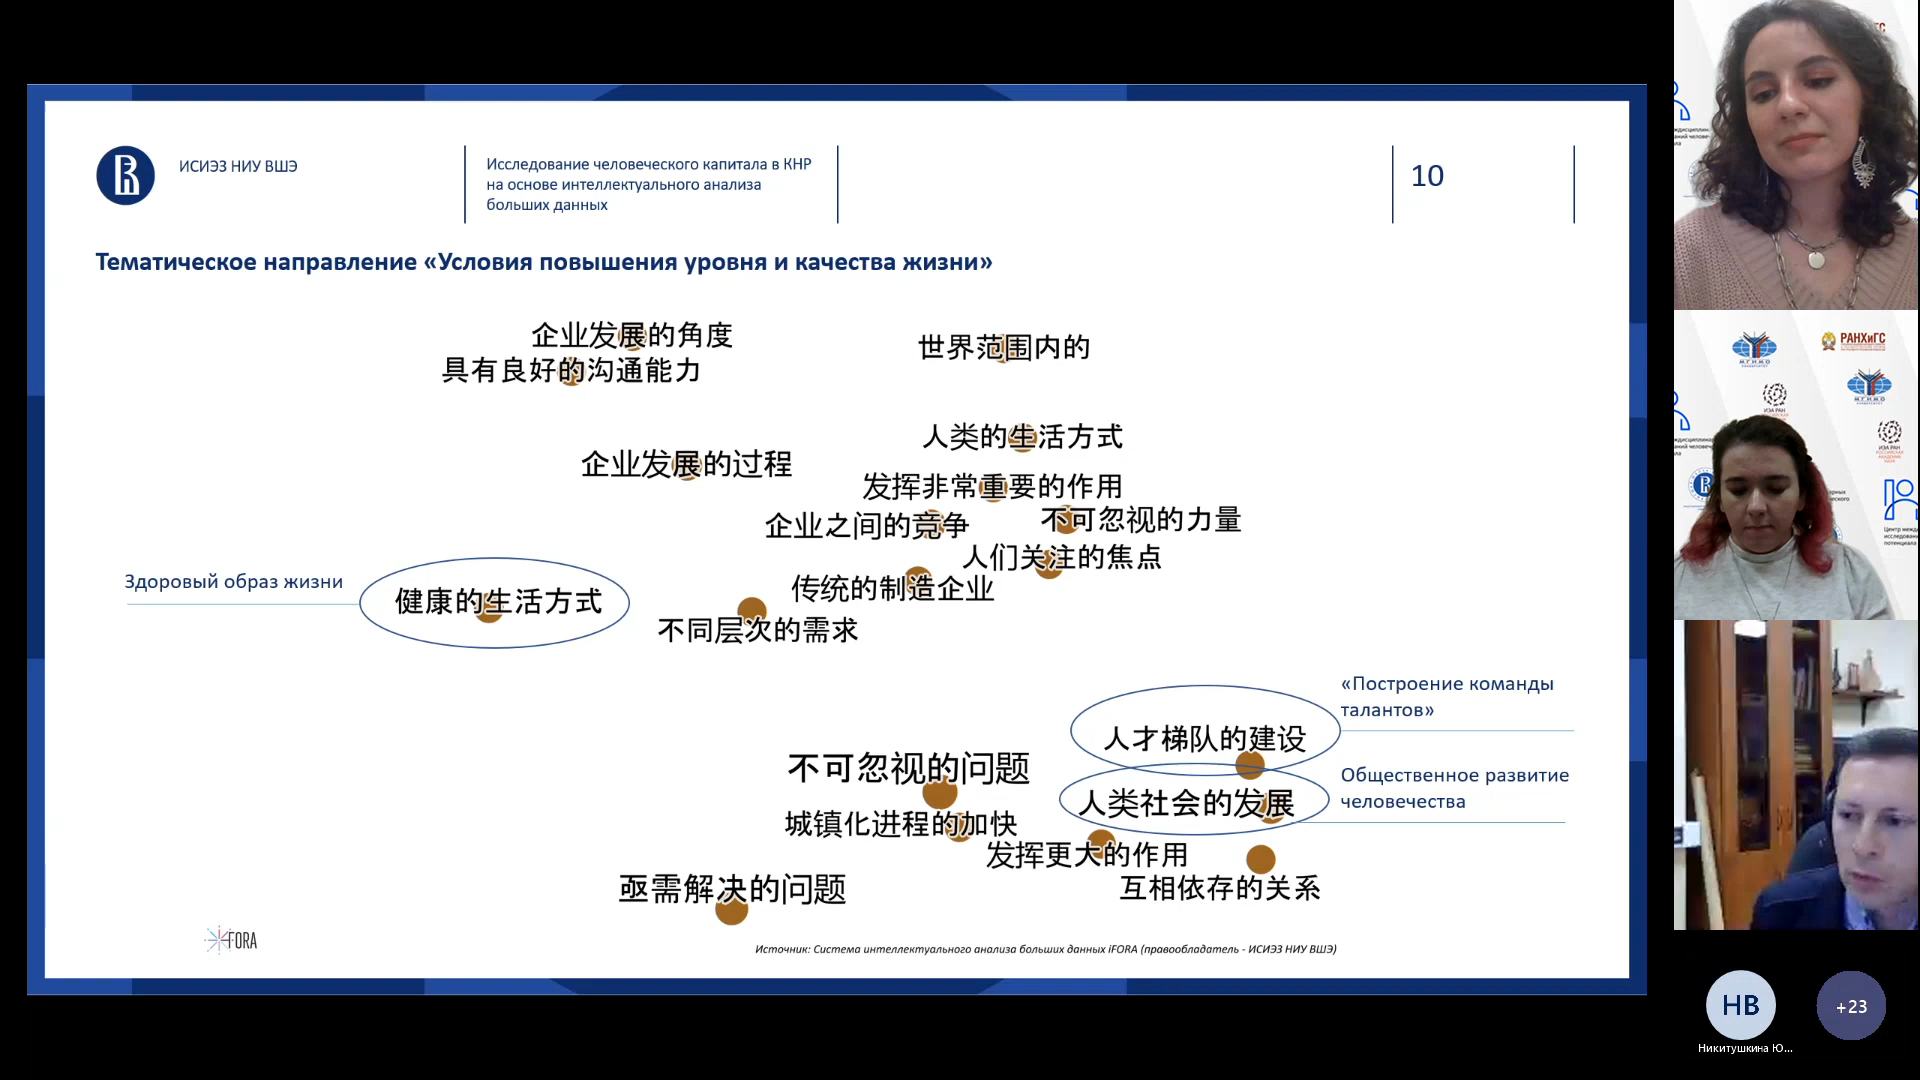 ИСИЭЗ НИУ ВШЭ
Исследование человеческого капитала в КНР
на основе интеллектуального анализа
больших данных
10
Тематическое направление «Условия повышения уровня и качества жизни»
企业发展的角度
世界范围内的
具有良好的沟通能力
人类的生活方式
企业发展的过程
发挥非常重要的作用
企业之间的竞争
不可忽视的力量
人们关注的焦点
Здоровый образ жизни
健康的生活方式
传统的制造企业
不同层次的需求
«Построение команды
талантов»
人才梯队的建设
不可忽视的问题
Общественное развитие
человечества
人类社会的发展
城镇化进程的加快
发挥更大的作用
亟需解决的问题
互相依存的关系
iFORA
Источник: Система интеллектуального анализа больших данных iFORA (правообладатель - ИСИЭЗ НИУ ВШЭ)
РАНХиГС
МГИМО
МГИМО
ИЭА РАН
ИЭА РАН
НВ
+23
Никитушкина Ю...